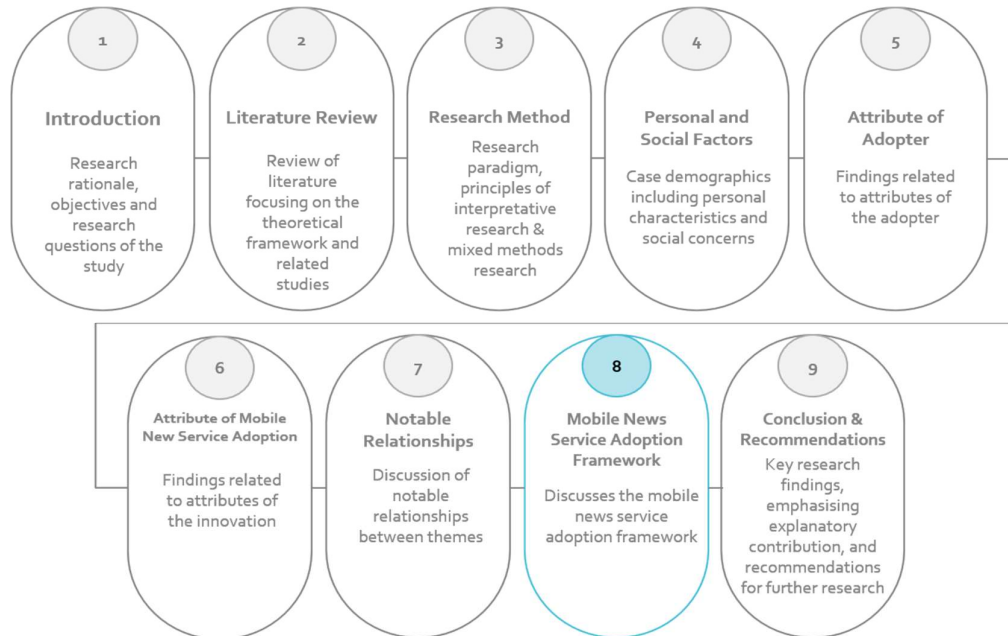 1
Introduction
Research
rationale,
objectives and
research
questions of the
study
2
Literature Review
Review of
literature
focusing on the
theoretical
framework and
related
studies
3
Research Method
Research
paradigm,
principles of
interpretative
research &
mixed methods
research
4
Personal and
Social Factors
Case demographics
including personal
characteristics and
social concerns
5
Attribute of
Adopter
Findings related
to attributes of
the adopter
6
Attribute of Mobile
New Service Adoption
Findings related
to attributes of
the innovation
7
Notable
Relationships
Discussion of
notable
relationships
between themes
8
Mobile News
Service Adoption
Framework
Discusses the mobile
news service
adoption framework
9
Conclusion &
Recommendations
Key research
findings,
emphasising
explanatory
contribution, and
recommendations
for further research